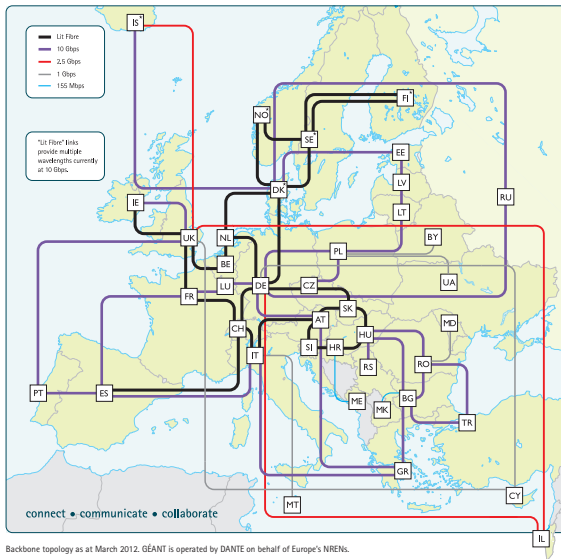 IS*
Lit Fibre
10 Gbps
2.5 Gbps
1 Gbps
155 Mbps
"Lit Fibre" links
provide multiple
wavelengths currently
at 10 Gbps.
NO*
FI*
SE*
EE
LV
LT
DK*
RU
IE
UK
NL
BY
PL
BE
LU
DE
CZ
UA
FR
SK
AT
MD
CH
HU
IT
SI
HR
RO
RS
PT
ES
ME
MK
BG
TR
GR
CY
MT
IL
connect • communicate • collaborate
Backbone topology as at March 2012. GÉANT is operated by DANTE on behalf of Europe's NRENs.